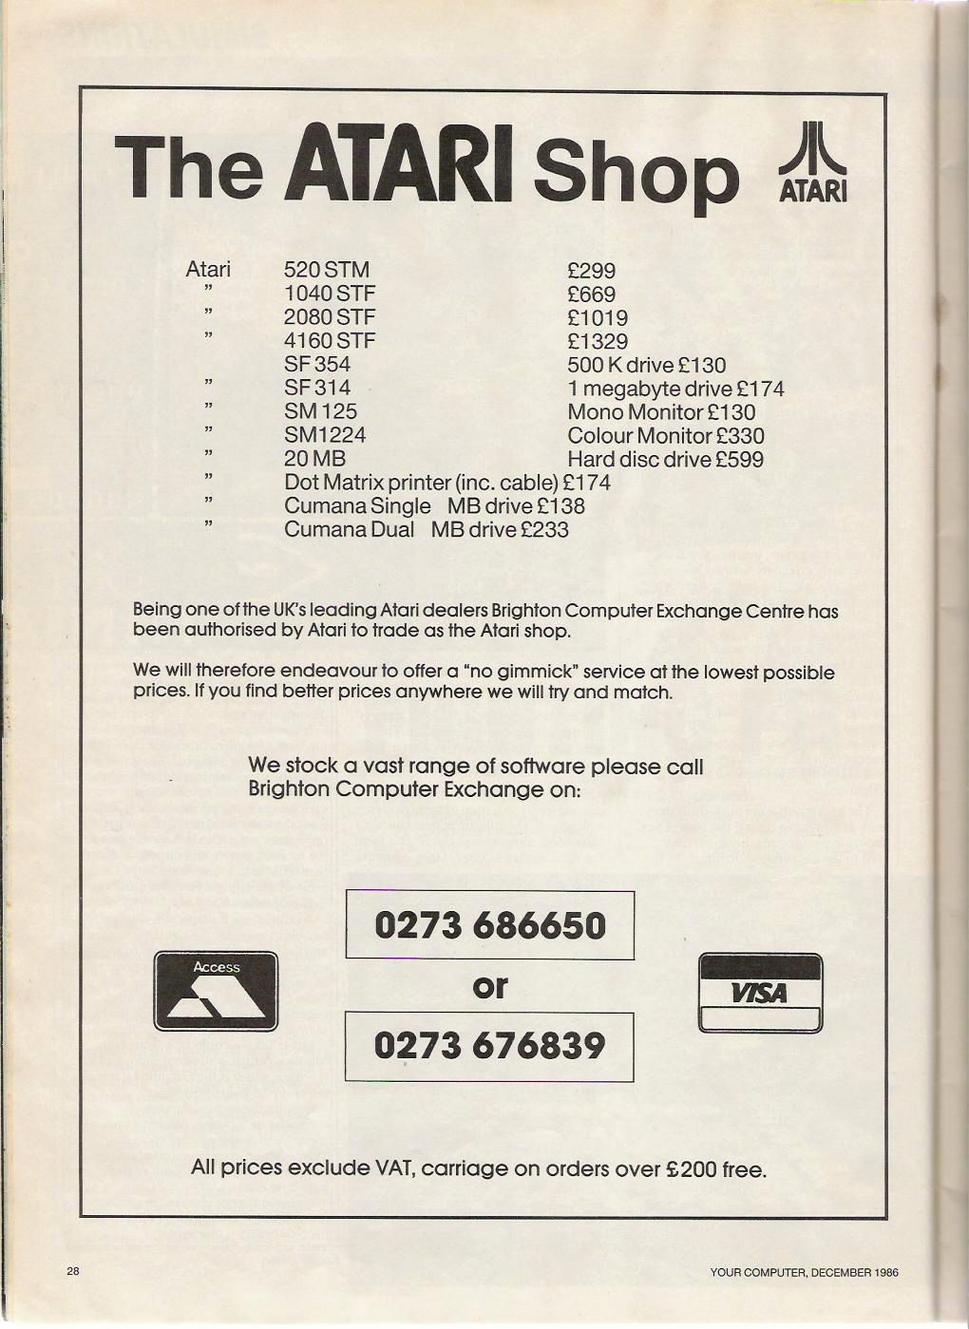 The ATARI Shop
ATARI
Atari 520 STM £299
" 1040 STF £669
" 2080 STF £1019
" 4160 STF £1329
SF 354 500 K drive £130
" SF 314 1 megabyte drive £174
" SM 125 Mono Monitor £130
" SM1224 Colour Monitor £330
" 20 MB Hard disc drive £599
" Dot Matrix printer (inc. cable) £174
" Cumana Single MB drive £138
" Cumana Dual MB drive £233
Being one of the UK's leading Atari dealers Brighton Computer Exchange Centre has
been authorised by Atari to trade as the Atari shop.
We will therefore endeavour to offer a "no gimmick" service at the lowest possible
prices. If you find better prices anywhere we will try and match.
We stock a vast range of software please call
Brighton Computer Exchange on:
0273 686650
Access
or
VISA
0273 676839
All prices exclude VAT, carriage on orders over £200 free.
28
YOUR COMPUTER, DECEMBER 1986